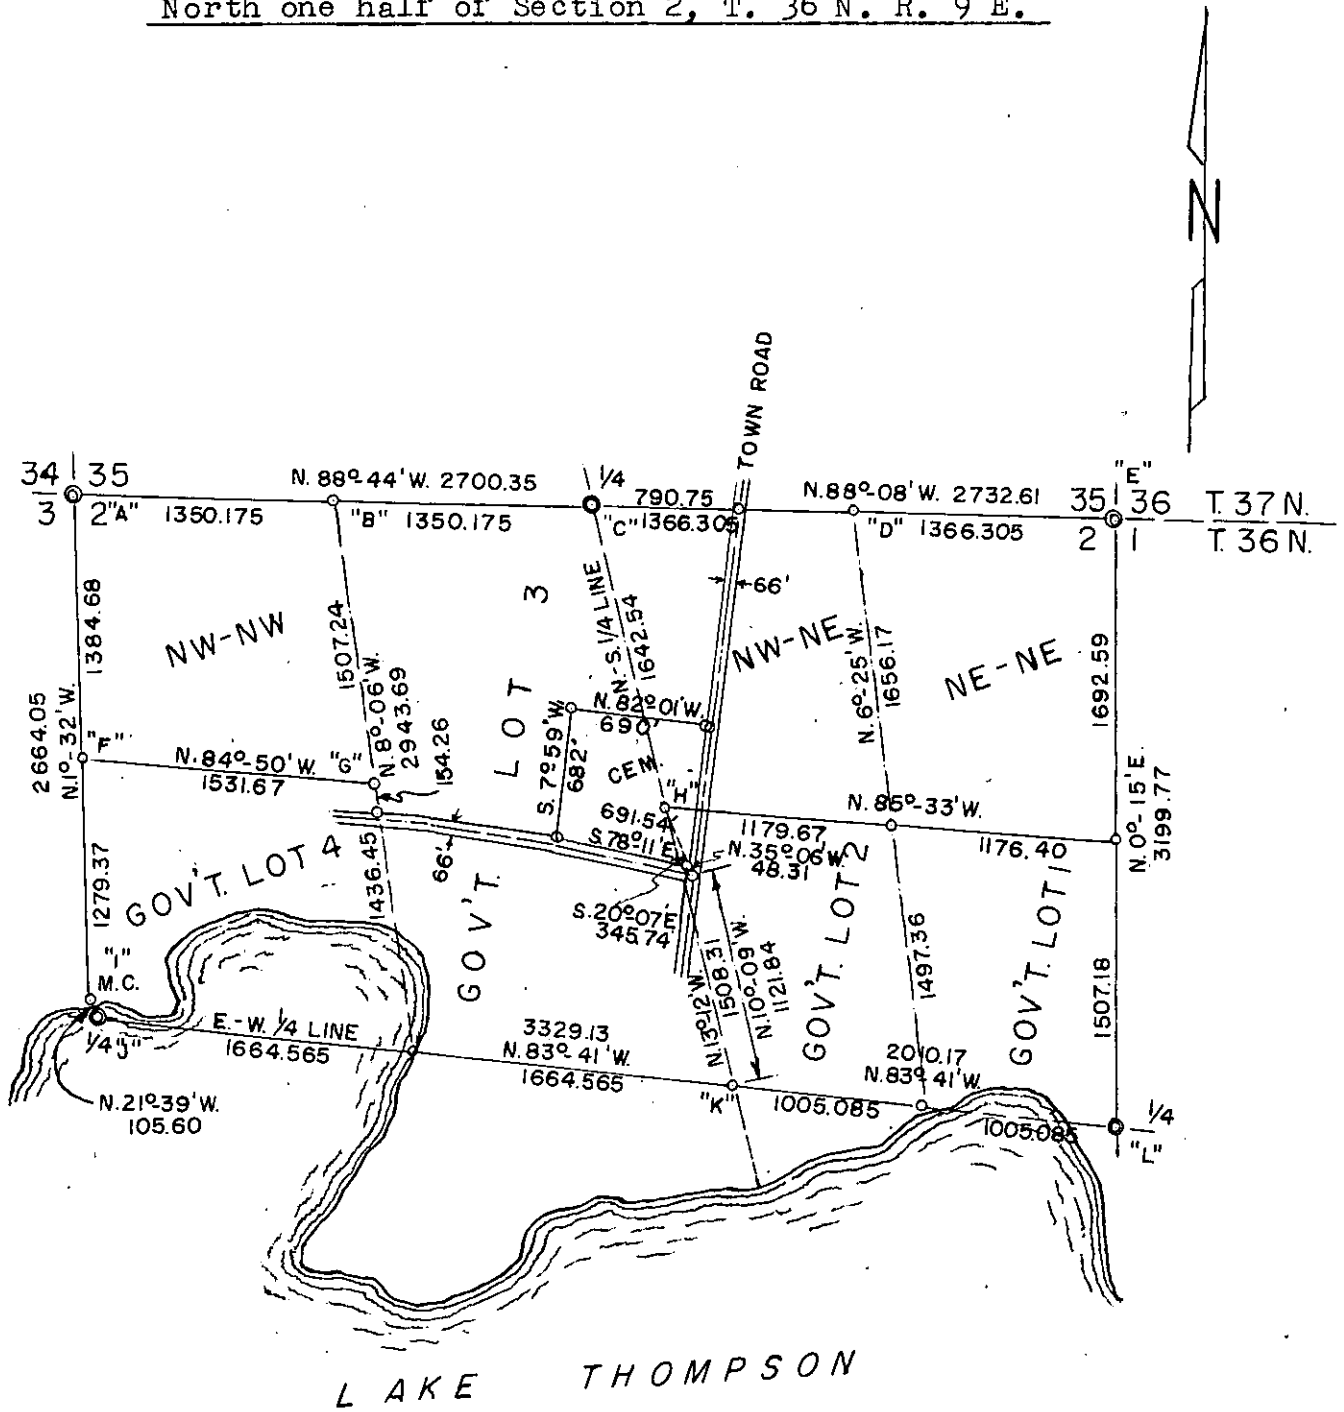 North one half of Section 2, T. 36 N. R. 9 E.
N
TOWN ROAD
34 35
3 2
"A"
N. 88°-44' W. 2700.35
1350.175
"B" 1350.175
1/4
"C"
790.75
1366.305
N.88°-08' W. 2732.61
"D" 1366.305
"E"
35 36
2 1
T. 37 N.
T. 36 N.
66'
1384.68
2664.05
N.1°-32' W.
"F"
1279.37
NW-NW
1507.24
N.8°-06' W.
2943.69
154.26
GOV'T. LOT 3
N.-S. 1/4 LINE
1642.54
NW-NE
N.6°-25' W.
1656.17
NE-NE
1692.59
N.0°-15' E.
3199.77
N.84°-50' W. "G"
1531.67
N.82°01' W.
690'
S.7°59' W.
682'
CEM.
"H"
691.54'
S.78°11' E.
1179.67
N.85°-33' W.
1176.40
N.35°06' W.
48.31
66'
GOV'T. LOT 4
1436.45
S.20°07' E.
345.74'
N.13°-12' W.
1508.31
N.10°-09' W.
1121.84
GOV'T. LOT 2
1497.36
GOV'T. LOT 1
1507.18
"I"
M.C.
1/4 "J"
E.-W. 1/4 LINE
1664.565
3329.13
N.83°-41' W.
1664.565
"K"
2010.17
N.83°41' W.
1005.085
1005.085
1/4
"L"
N.21°-39' W.
105.60
LAKE THOMPSON